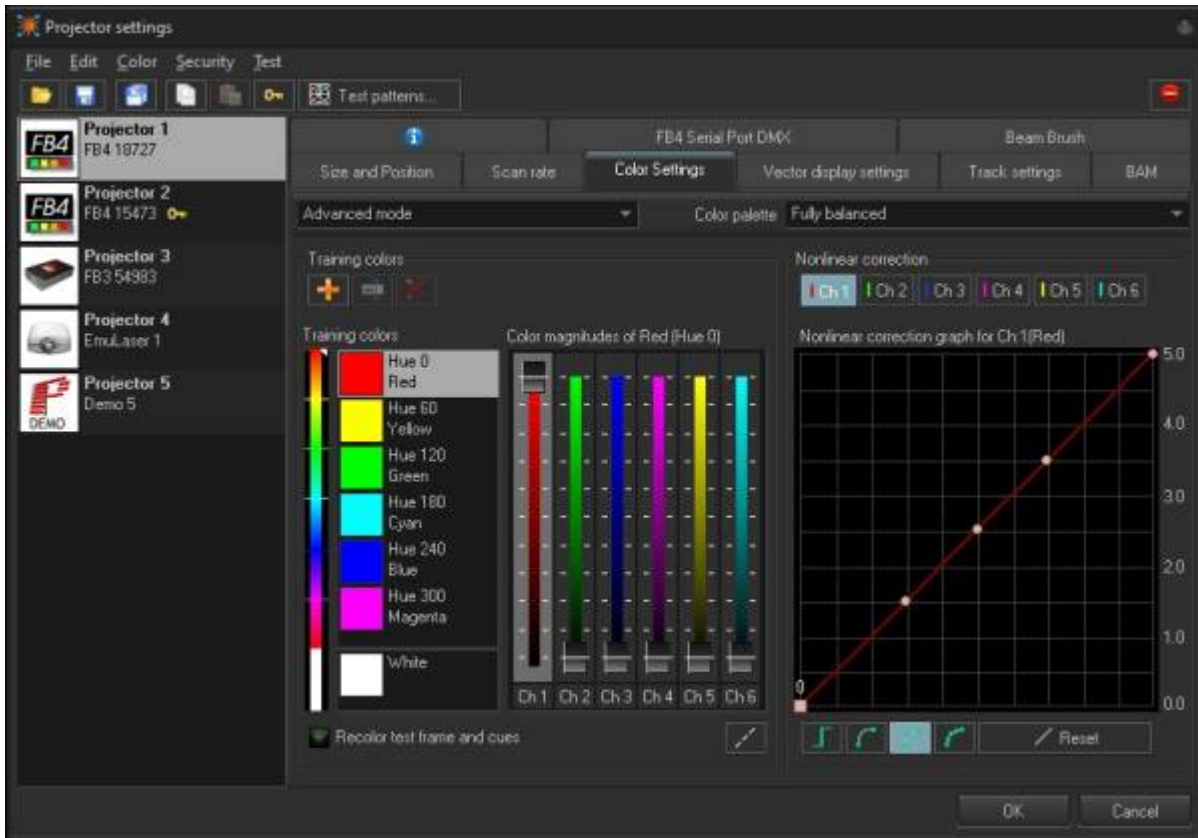 Projector settings
File Edit Color Security Test
Test patterns...
FB4
Projector 1
FB4 18727
FB4
Projector 2
FB4 15473
Projector 3
FB3 54983
Projector 4
EmuLaser 1
DEMO
Projector 5
Demo 5
FB4 Serial Port DMX Beam Brush
Size and Position Scan rate Color Settings Vector display settings Track settings BAM
Advanced mode Color palette Fully balanced
Training colors
Nonlinear correction
Ch 1 Ch 2 Ch 3 Ch 4 Ch 5 Ch 6
Training colors
Color magnitudes of Red (Hue 0)
Nonlinear correction graph for Ch 1(Red)
Hue 0
Red
Hue 60
Yellow
Hue 120
Green
Hue 180
Cyan
Hue 240
Blue
Hue 300
Magenta
White
Ch 1 Ch 2 Ch 3 Ch 4 Ch 5 Ch 6
5.0
4.0
3.0
2.0
1.0
0.0
0
Recolor test frame and cues
Reset
OK Cancel